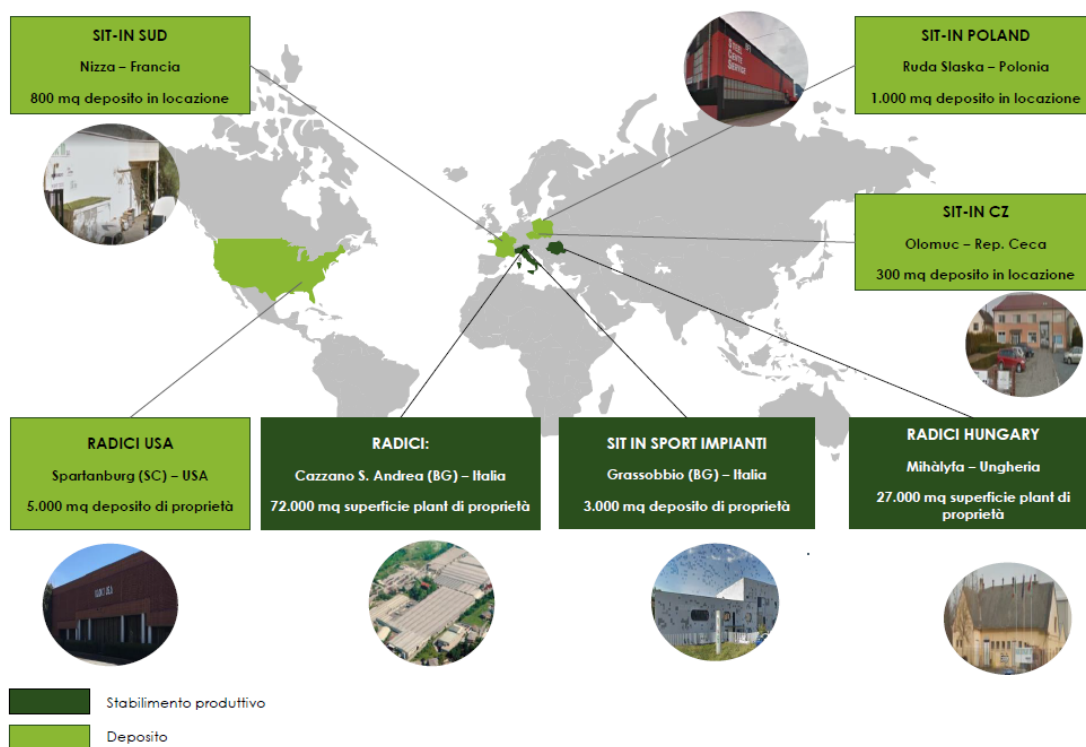 SIT-IN SUD
Nizza – Francia
800 mq deposito in locazione
SIT-IN POLAND
Ruda Slaska – Polonia
1.000 mq deposito in locazione
SIT-IN CZ
Olomuc – Rep. Ceca
300 mq deposito in locazione
RADICI USA
Spartanburg (SC) – USA
5.000 mq deposito di proprietà
RADICI:
Cazzano S. Andrea (BG) – Italia
72.000 mq superficie plant di proprietà
SIT IN SPORT IMPIANTI
Grassobbio (BG) – Italia
3.000 mq deposito di proprietà
RADICI HUNGARY
Mihàlyfa – Ungheria
27.000 mq superficie plant di
proprietà
RADICI USA
Stabilimento produttivo
Deposito